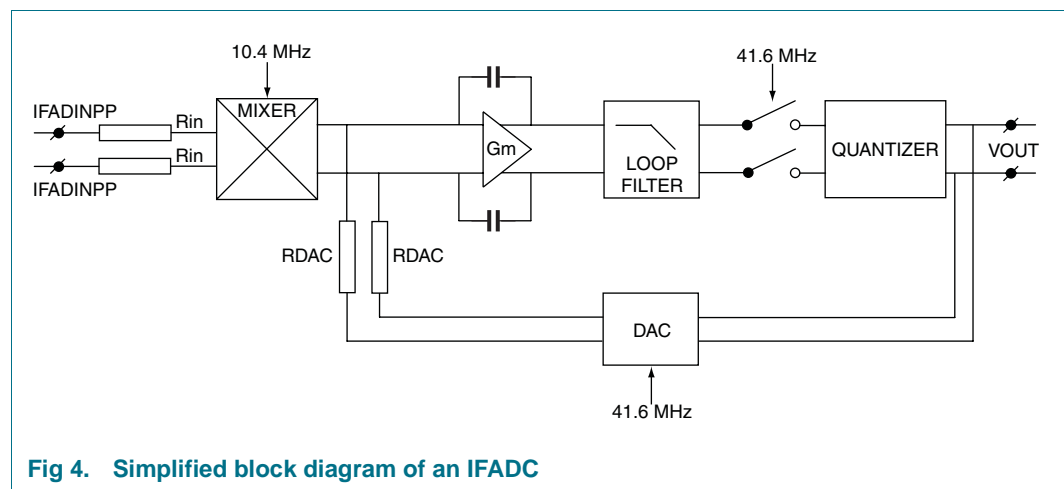 10.4 MHz
41.6 MHz
IFADINPP
Rin
MIXER
Rin
IFADINPP
Gm
LOOP
FILTER
QUANTIZER
VOUT
RDAC
RDAC
DAC
41.6 MHz
Fig 4. Simplified block diagram of an IFADC